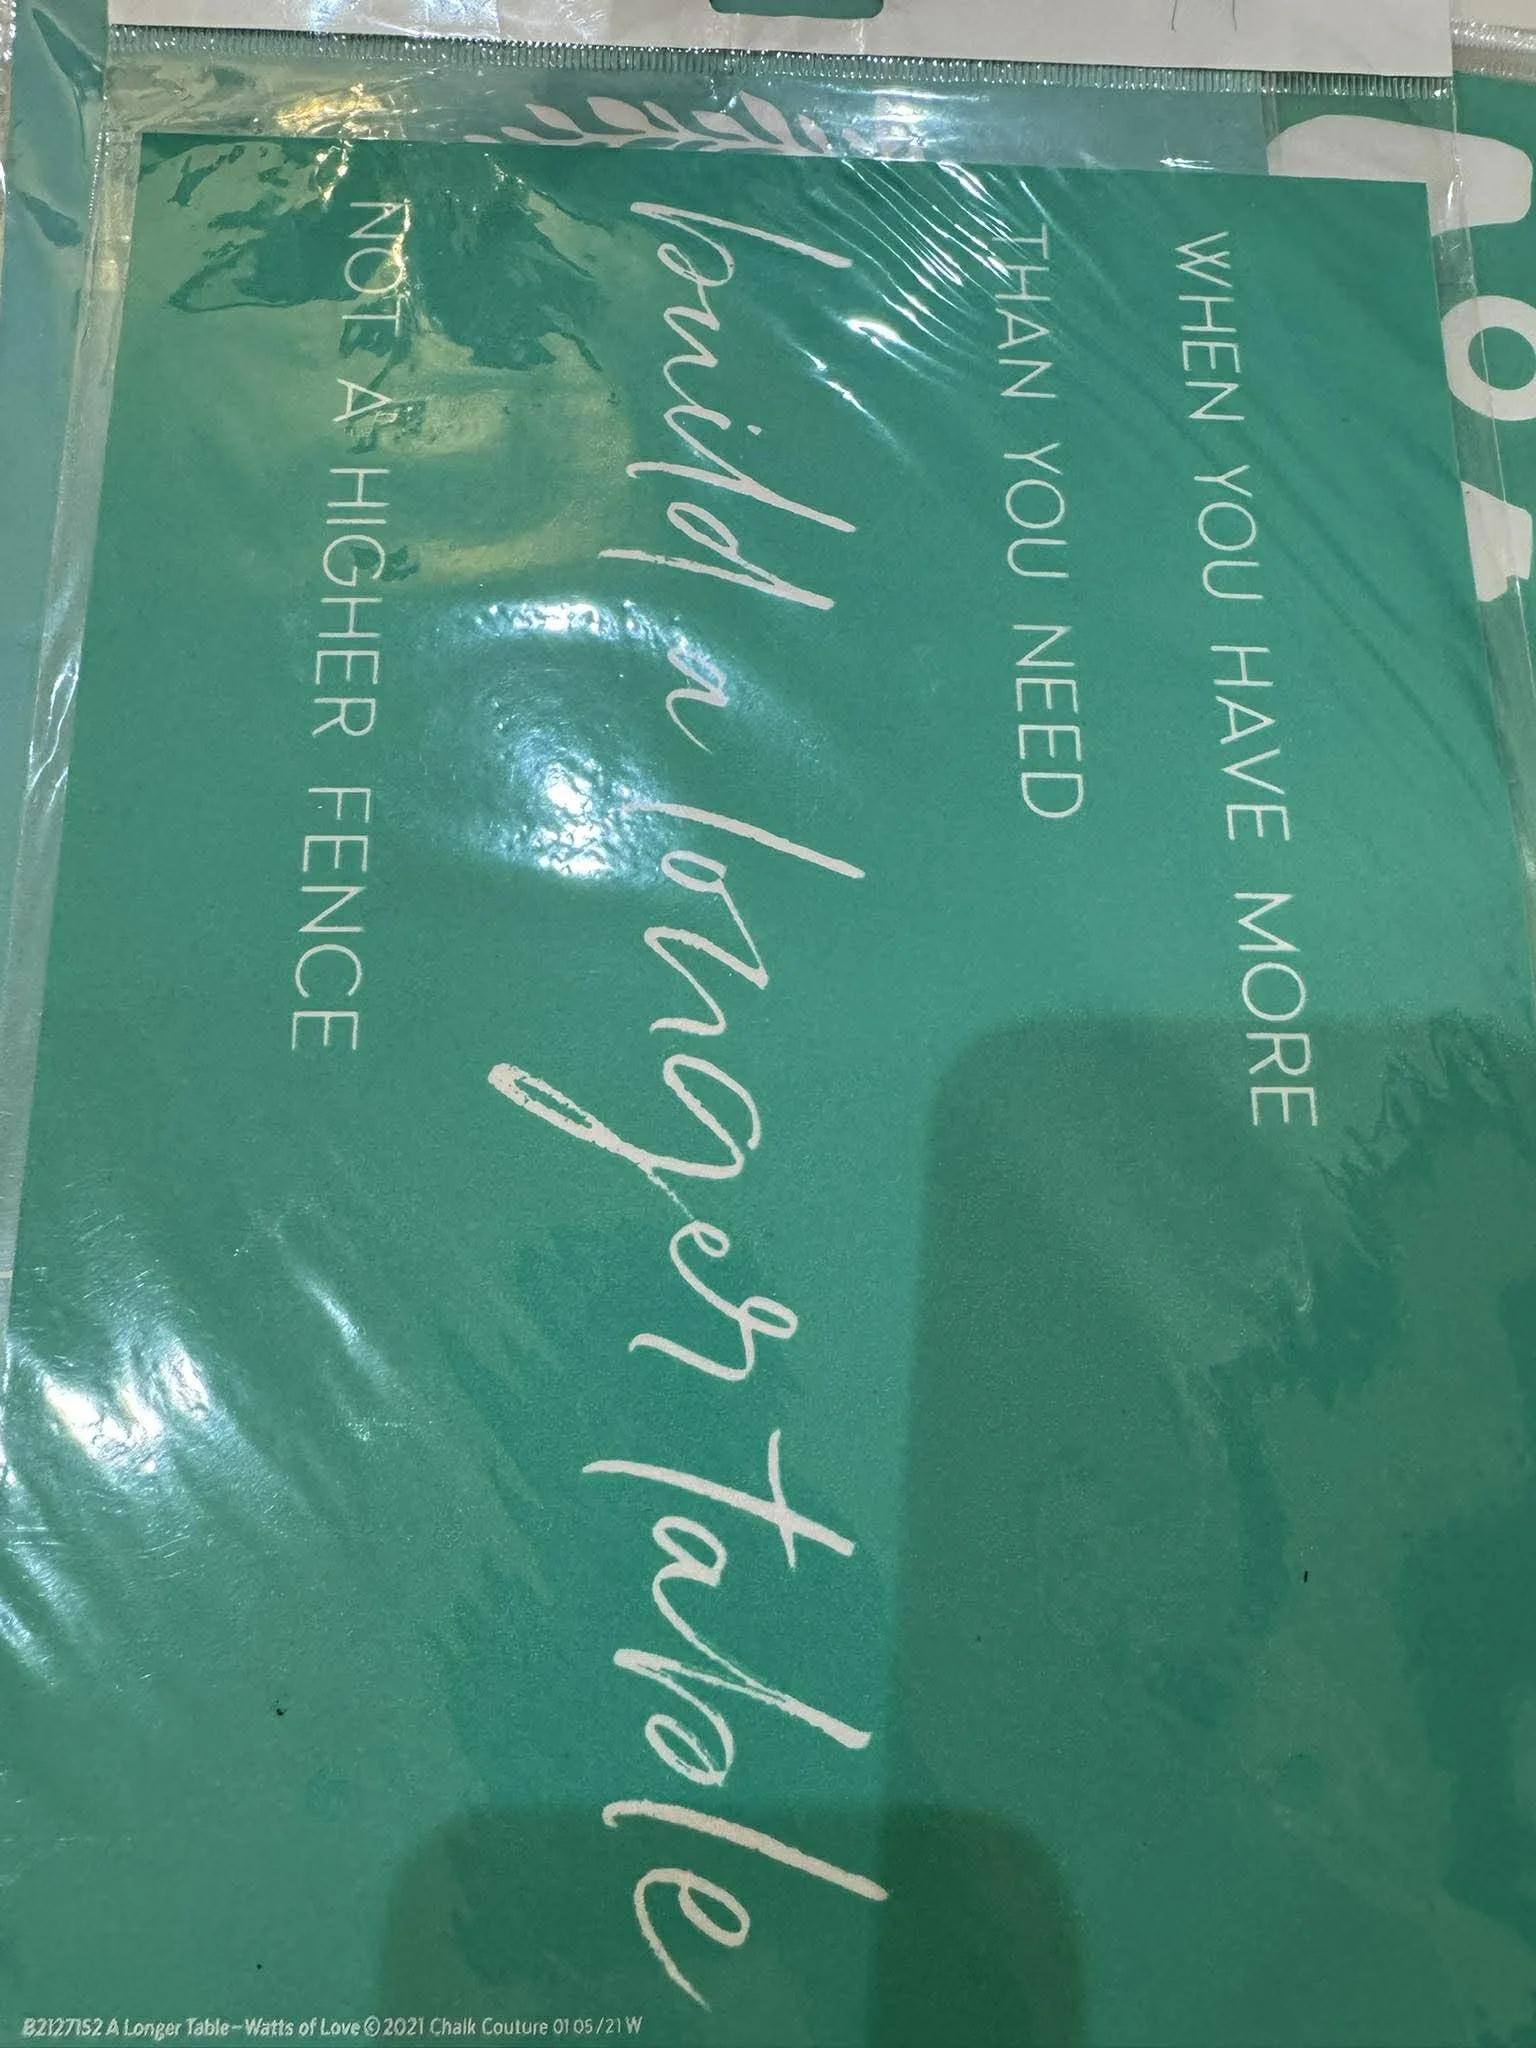 WHEN YOU HAVE MORE
THAN YOU NEED
build a longer table
NOT A HIGHER FENCE
B2127152 A Longer Table – Watts of Love © 2021 Chalk Couture 01 05 / 21 W